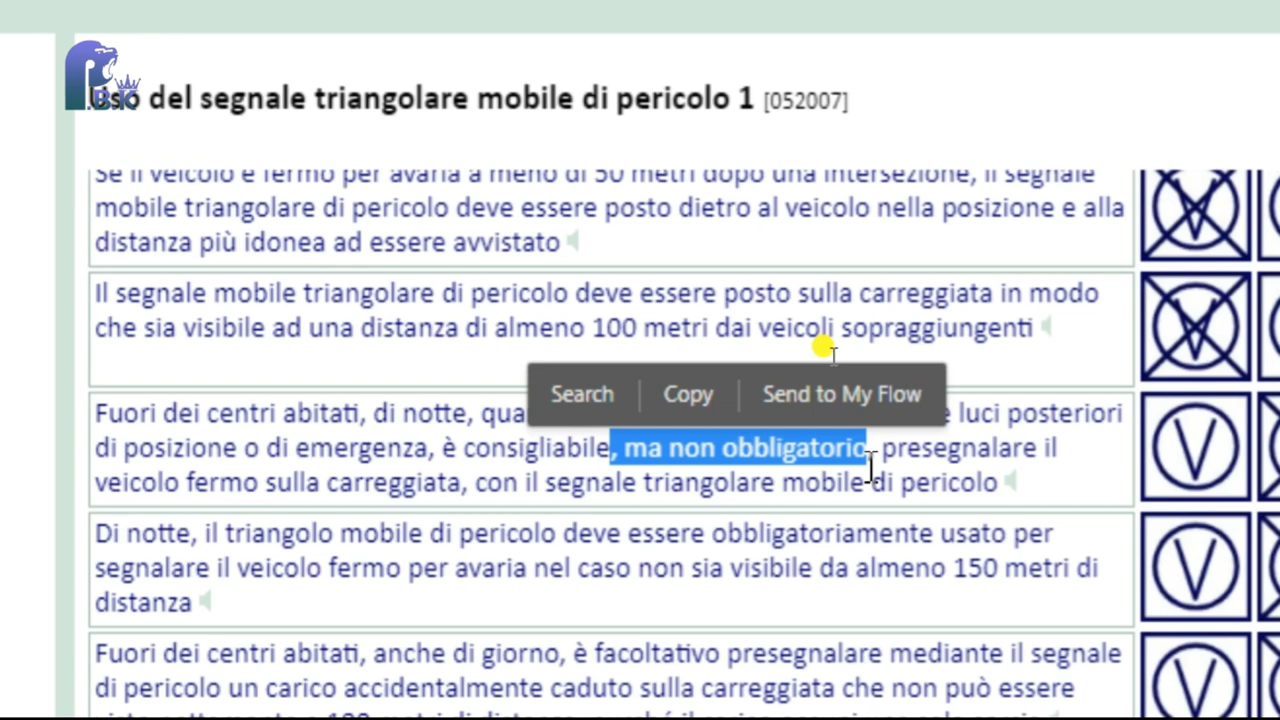 Uso del segnale triangolare mobile di pericolo 1 [052007]
P.B.K
Se il veicolo è fermo per avaria a meno di 50 metri dopo una intersezione, il segnale
mobile triangolare di pericolo deve essere posto dietro al veicolo nella posizione e alla
distanza più idonea ad essere avvistato
V
Il segnale mobile triangolare di pericolo deve essere posto sulla carreggiata in modo
che sia visibile ad una distanza di almeno 100 metri dai veicoli sopraggiungenti
V
Search Copy Send to My Flow
Fuori dei centri abitati, di notte, qua e luci posteriori
di posizione o di emergenza, è consigliabile, ma non obbligatorio, presegnalare il
veicolo fermo sulla carreggiata, con il segnale triangolare mobile di pericolo
V
Di notte, il triangolo mobile di pericolo deve essere obbligatoriamente usato per
segnalare il veicolo fermo per avaria nel caso non sia visibile da almeno 150 metri di
distanza
V
Fuori dei centri abitati, anche di giorno, è facoltativo presegnalare mediante il segnale
di pericolo un carico accidentalmente caduto sulla carreggiata che non può essere
V